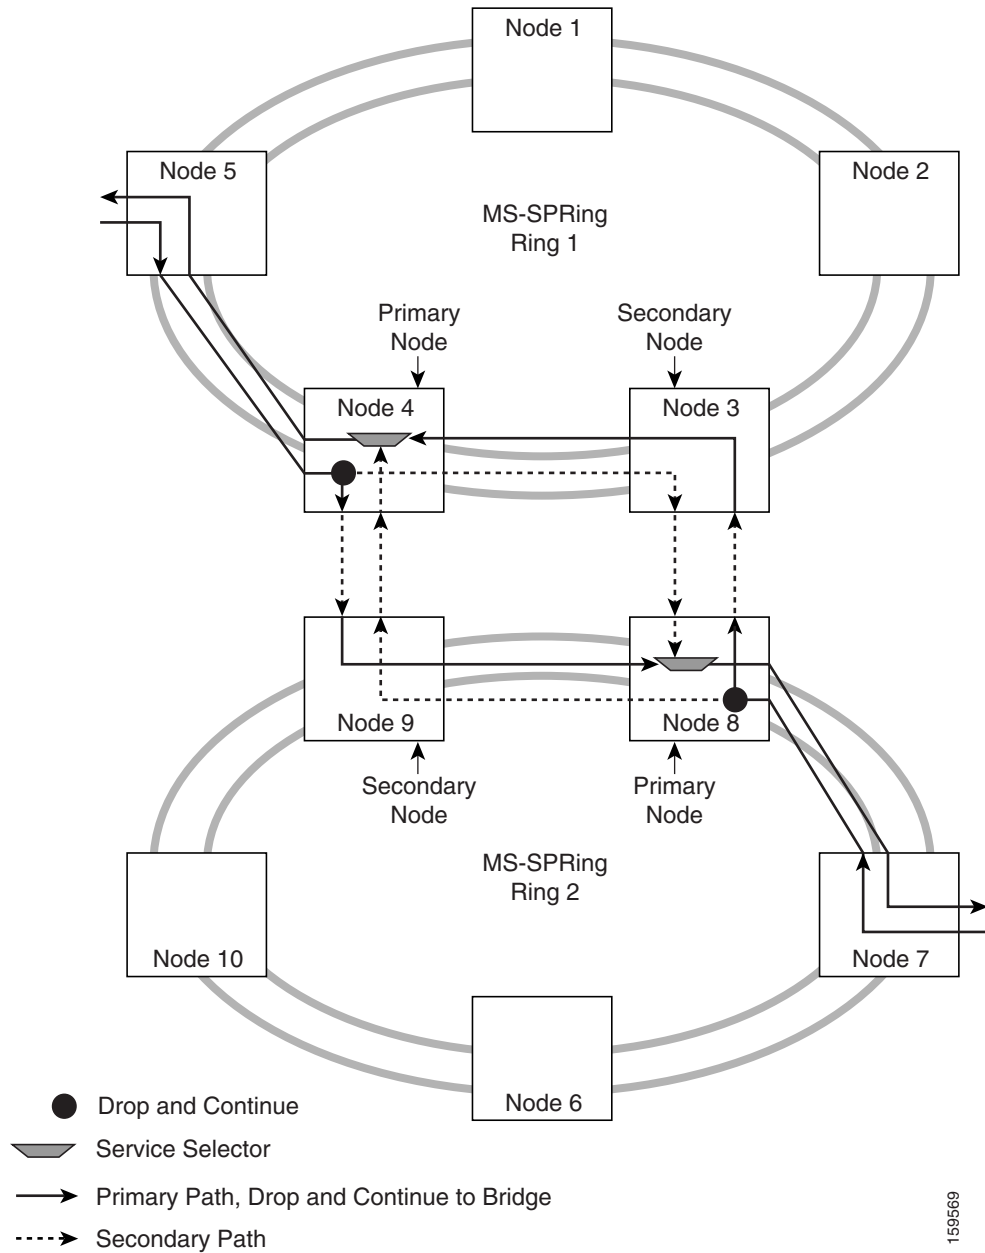 Node 1
Node 5
Node 2
MS-SPRing
Ring 1
Primary
Node
Secondary
Node
Node 4
Node 3
Node 9
Node 8
Secondary
Node
Primary
Node
MS-SPRing
Ring 2
Node 10
Node 7
Node 6
Drop and Continue
Service Selector
Primary Path, Drop and Continue to Bridge
Secondary Path
159569